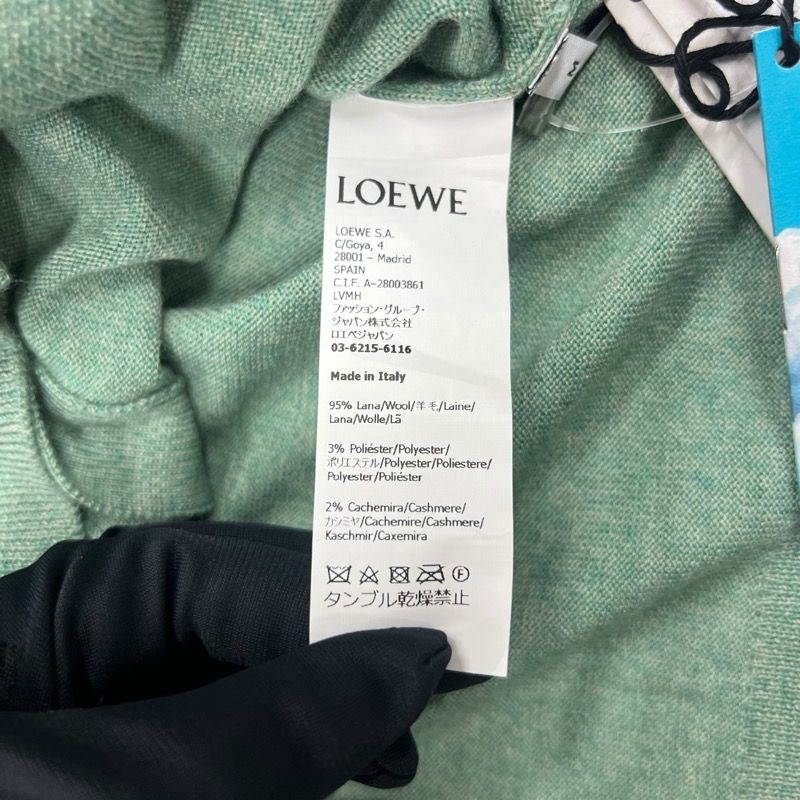 LOEWE
LOEWE S.A.
C/Goya, 4
28001 – Madrid
SPAIN
C.I.F. A-28003861
LVMH
ファッション・グループ・
ジャパン株式会社
ロエベジャパン
03-6215-6116
Made in Italy
95% Lana/Wool/羊毛/Laine/
Lana/Wolle/Lã
3% Poliéster/Polyester/
ポリエステル/Polyester/Poliestere/
Polyester/Poliéster
2% Cachemira/Cashmere/
カシミヤ/Cachemire/Cashmere/
Kaschmir/Caxemira
F
タンブル乾燥禁止
S